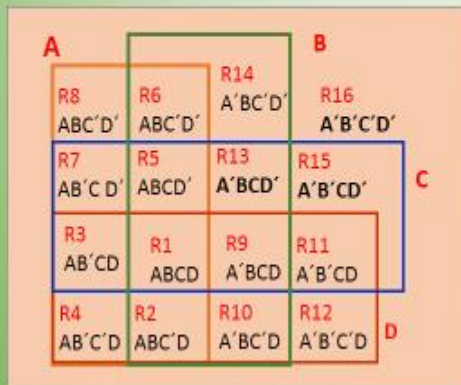 A
B
R8
R6
R14
R16
ABC´D´
ABC´D´
A´BC´D´
A´B´C´D´
R7
R5
R13
R15
C
AB´C D´
ABCD´
A´BCD´
A´B´CD´
R3
R1
R9
R11
AB´CD
ABCD
A´BCD
A´B´CD
R4
R2
R10
R12
D
AB´C´D
ABC´D
A´BC´D
A´B´C´D